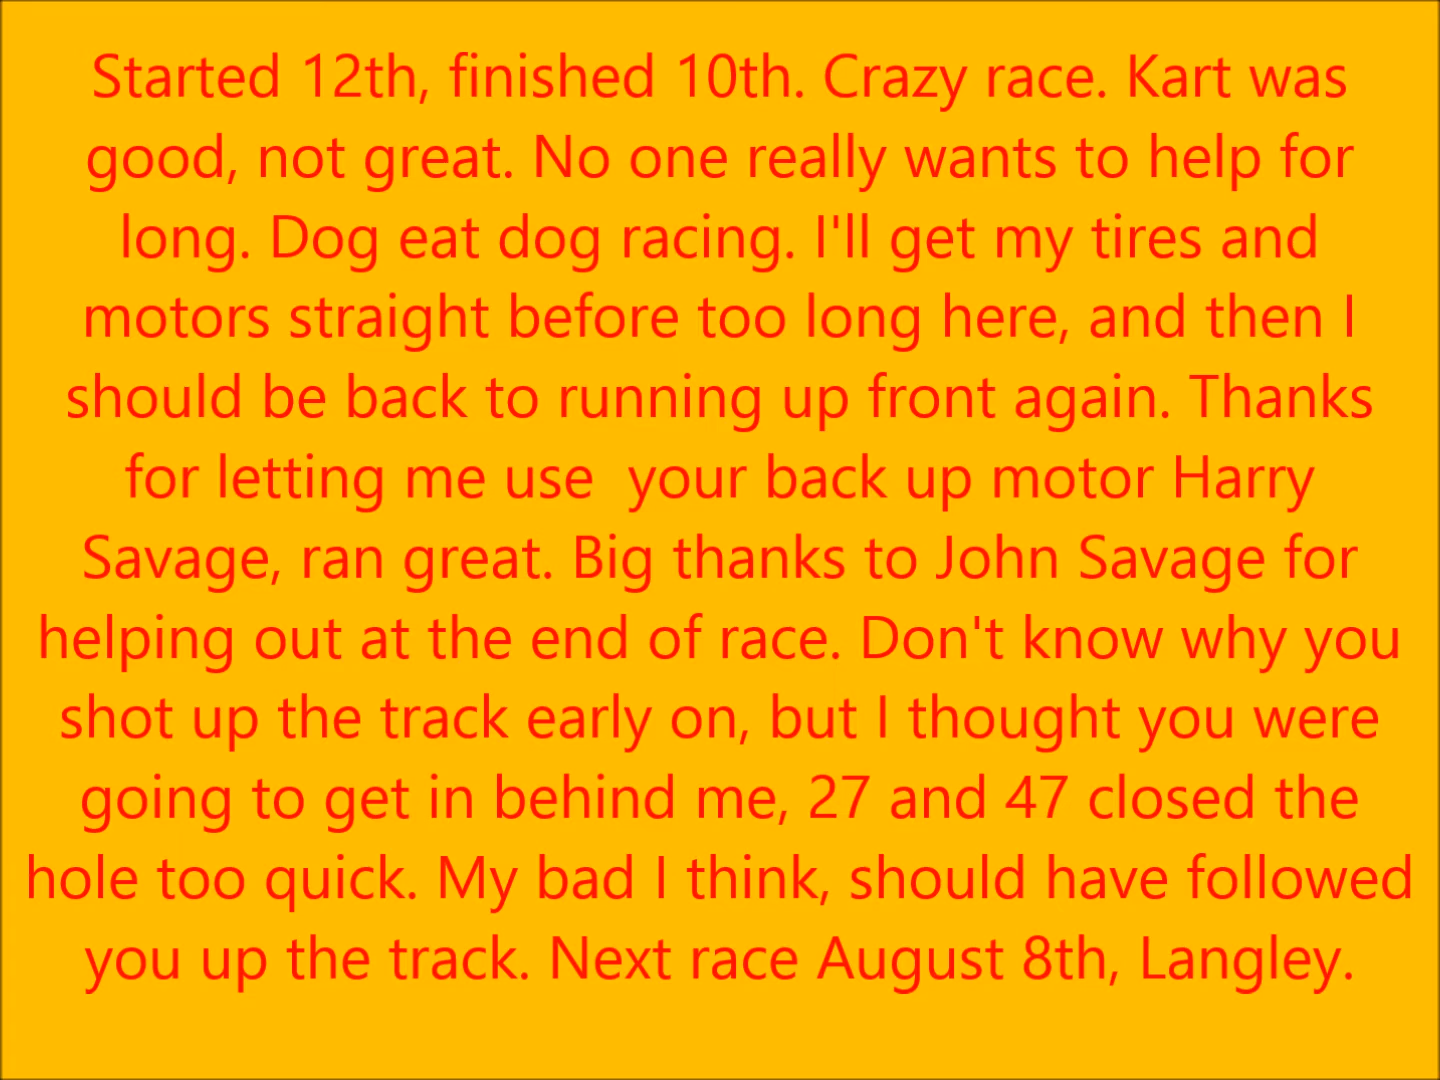 Started 12th, finished 10th. Crazy race. Kart was
good, not great. No one really wants to help for
long. Dog eat dog racing. I'll get my tires and
motors straight before too long here, and then I
should be back to running up front again. Thanks
for letting me use  your back up motor Harry
Savage, ran great. Big thanks to John Savage for
helping out at the end of race. Don't know why you
shot up the track early on, but I thought you were
going to get in behind me, 27 and 47 closed the
hole too quick. My bad I think, should have followed
you up the track. Next race August 8th, Langley.